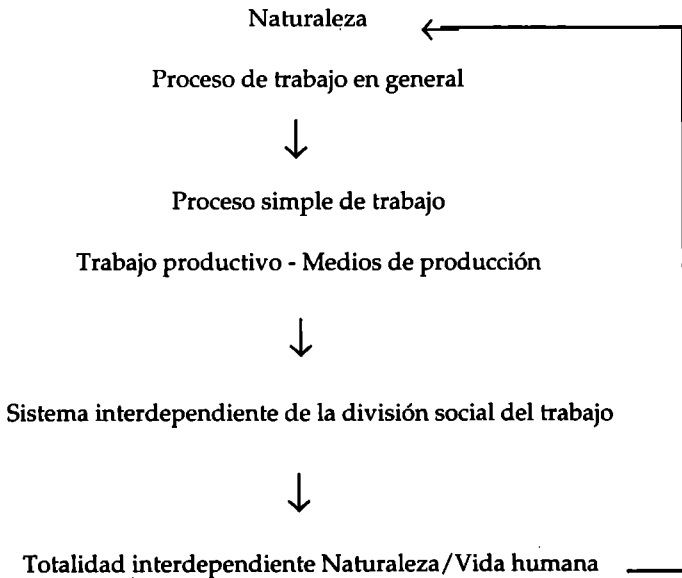 Naturaleza
Proceso de trabajo en general
Proceso simple de trabajo
Trabajo productivo - Medios de producción
Sistema interdependiente de la división social del trabajo
Totalidad interdependiente Naturaleza/Vida humana